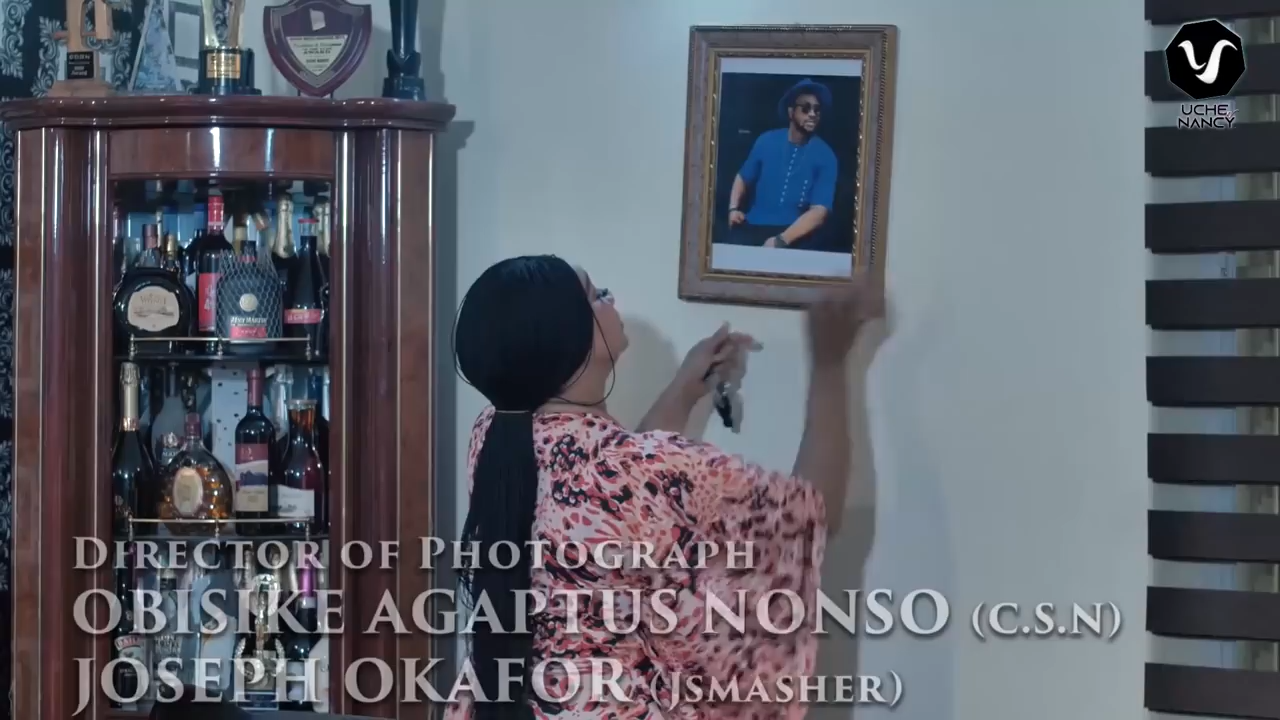 UCHE
NANCY
DIRECTOR OF PHOTOGRAPH
OBISIKE AGAPTUS NONSO (C.S.N)
JOSEPH OKAFOR (JSMASHER)